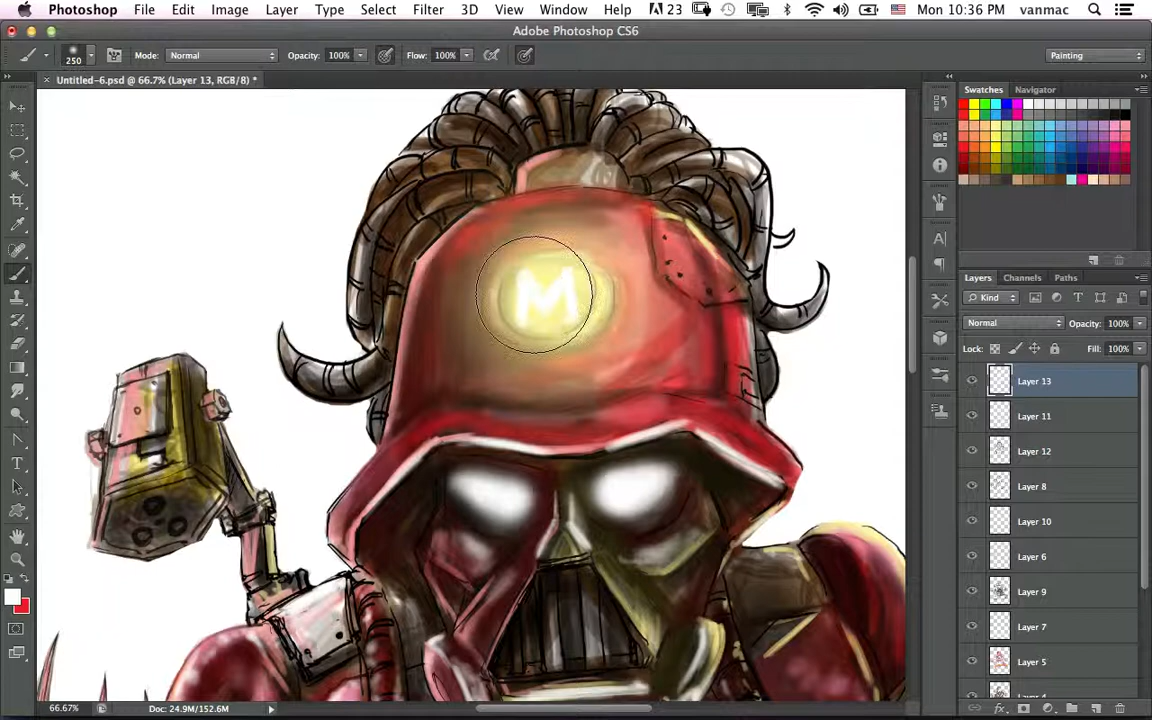 Photoshop File Edit Image Layer Type Select Filter 3D View Window Help 23 Mon 10:36 PM vanmac
Adobe Photoshop CS6
250 Mode: Normal Opacity: 100% Flow: 100% Painting
× Untitled-6.psd @ 66.7% (Layer 13, RGB/8) *
Swatches Navigator
M
Layers Channels Paths
Kind
Normal Opacity: 100%
Lock: Fill: 100%
Layer 13
Layer 11
Layer 12
Layer 8
Layer 10
Layer 6
Layer 9
Layer 7
Layer 5
66.67% Doc: 24.9M/152.6M